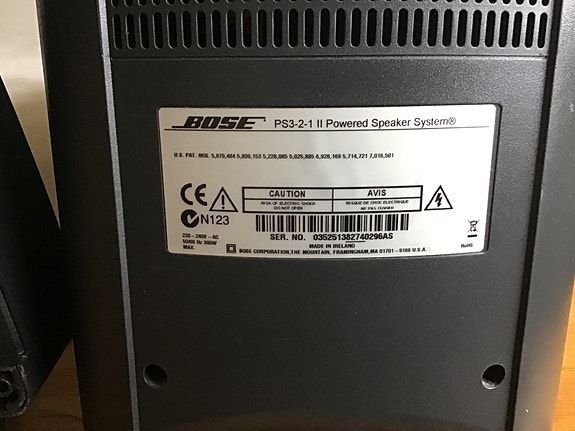 BOSE PS3-2-1 II Powered Speaker System®
U.S. PAT. NOS. 5,870,484 5,809,153 5,228,085 5,025,885 6,928,169 5,714,721 7,016,501
CE
CAUTION AVIS
RISK OF ELECTRIC SHOCK RISQUE DE CHOC ELECTRIQUE
DO NOT OPEN NE PAS OUVRIR
N123
SER. NO. 035251382740296AS
220-240V~AC
50/60 Hz 300W
MAX.
MADE IN IRELAND
BOSE CORPORATION, THE MOUNTAIN, FRAMINGHAM, MA 01701-9168 U.S.A.
RoHS